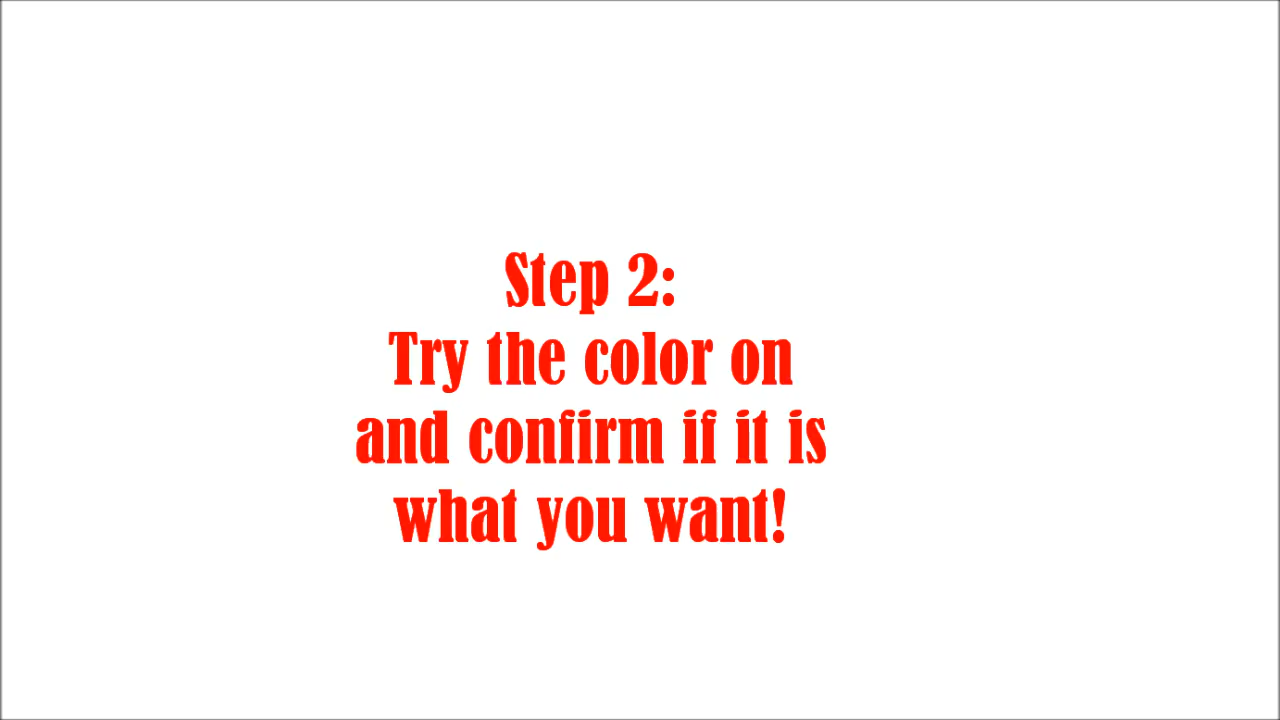 Step 2:
Try the color on
and confirm if it is
what you want!